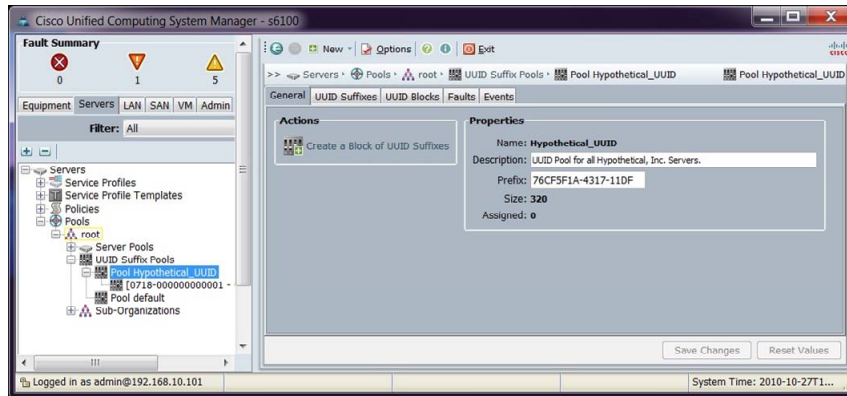 Cisco Unified Computing System Manager - s6100
Fault Summary
0 1 5
Equipment Servers LAN SAN VM Admin
Filter: All
Servers
Service Profiles
Service Profile Templates
Policies
Pools
root
Server Pools
UUID Suffix Pools
Pool Hypothetical_UUID
[0718-000000000001 -
Pool default
Sub-Organizations
New Options Exit
CISCO
>> Servers Pools root UUID Suffix Pools Pool Hypothetical_UUID Pool Hypothetical_UUID
General UUID Suffixes UUID Blocks Faults Events
Actions
Create a Block of UUID Suffixes
Properties
Name: Hypothetical_UUID
Description: UUID Pool for all Hypothetical, Inc. Servers.
Prefix: 76CF5F1A-4317-11DF
Size: 320
Assigned: 0
Save Changes Reset Values
Logged in as admin@192.168.10.101 System Time: 2010-10-27T1...